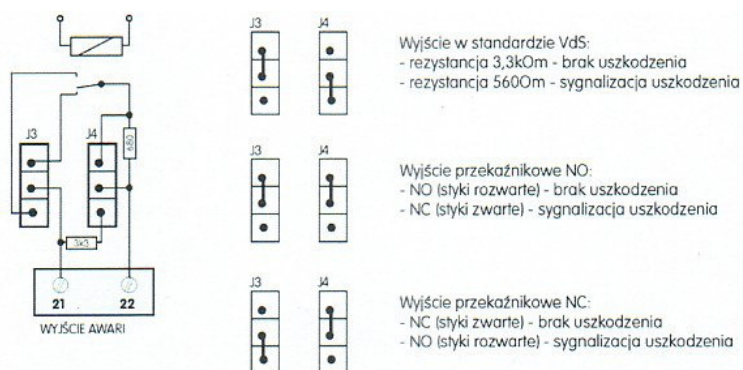 J3
J4
680
3k3
21
22
WYJŚCIE AWARI
J3
J4
Wyjście w standardzie VdS:
- rezystancja 3,3kOm - brak uszkodzenia
- rezystancja 560Om - sygnalizacja uszkodzenia
J3
J4
Wyjście przekaźnikowe NO:
- NO (styki rozwarte) - brak uszkodzenia
- NC (styki zwarte) - sygnalizacja uszkodzenia
J3
J4
Wyjście przekaźnikowe NC:
- NC (styki zwarte) - brak uszkodzenia
- NO (styki rozwarte) - sygnalizacja uszkodzenia